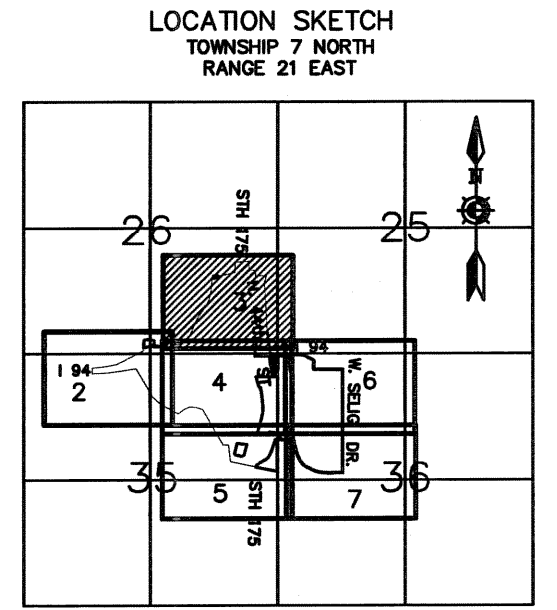 LOCATION SKETCH
TOWNSHIP 7 NORTH
RANGE 21 EAST
N
26
25
STH 175
3
94
I 94
2
4
ST
W. SELIG DR.
6
35
5
STH 175
36
7